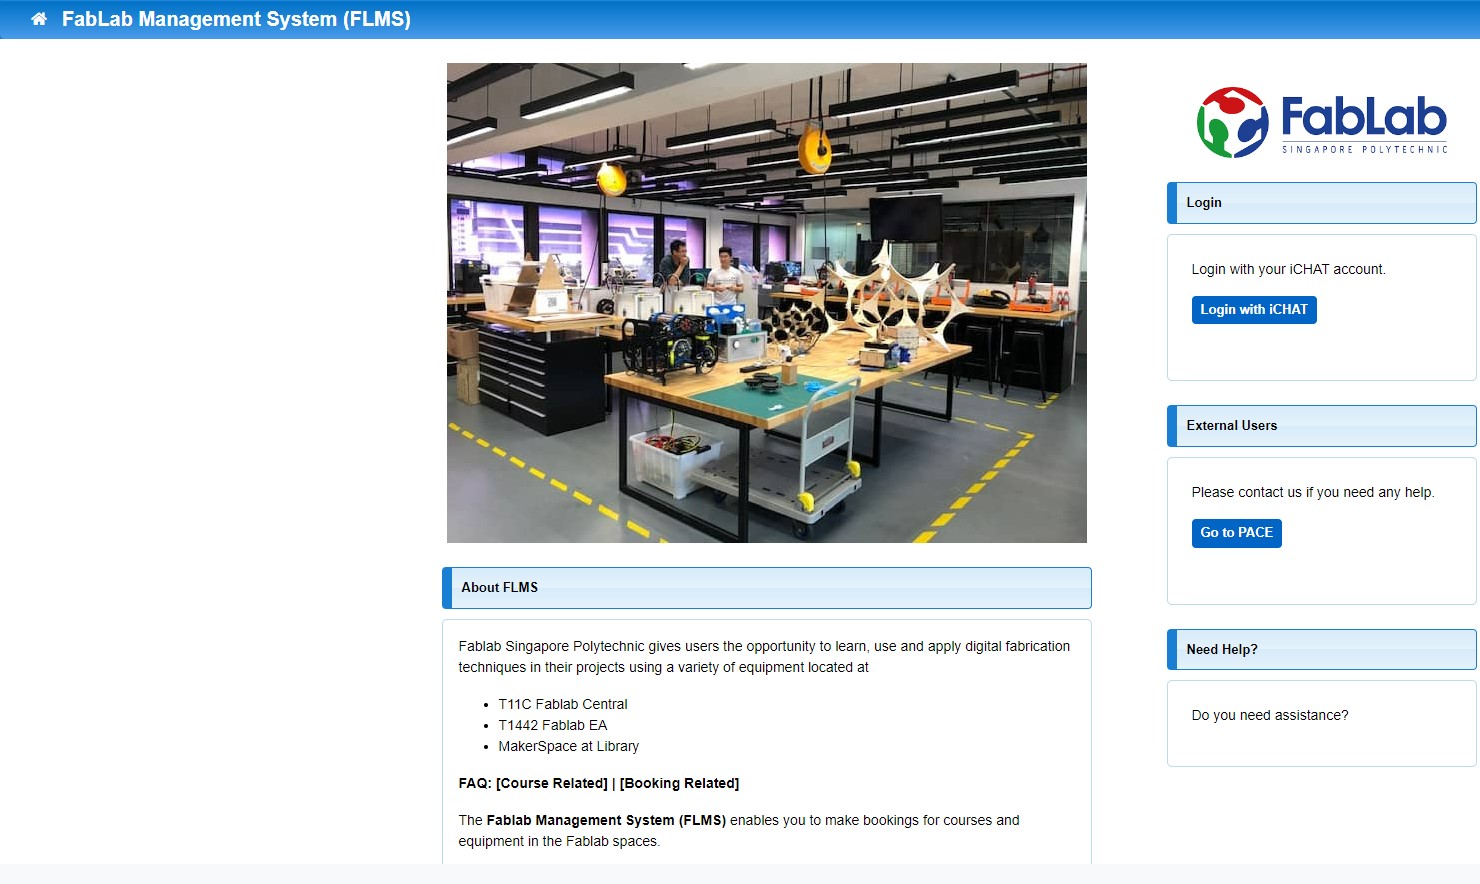 FabLab Management System (FLMS)
FabLab
SINGAPORE POLYTECHNIC
Login
Login with your iCHAT account.
Login with iCHAT
External Users
Please contact us if you need any help.
Go to PACE
Need Help?
Do you need assistance?
About FLMS
Fablab Singapore Polytechnic gives users the opportunity to learn, use and apply digital fabrication
techniques in their projects using a variety of equipment located at
T11C Fablab Central
T1442 Fablab EA
MakerSpace at Library
FAQ: [Course Related] | [Booking Related]
The Fablab Management System (FLMS) enables you to make bookings for courses and
equipment in the Fablab spaces.